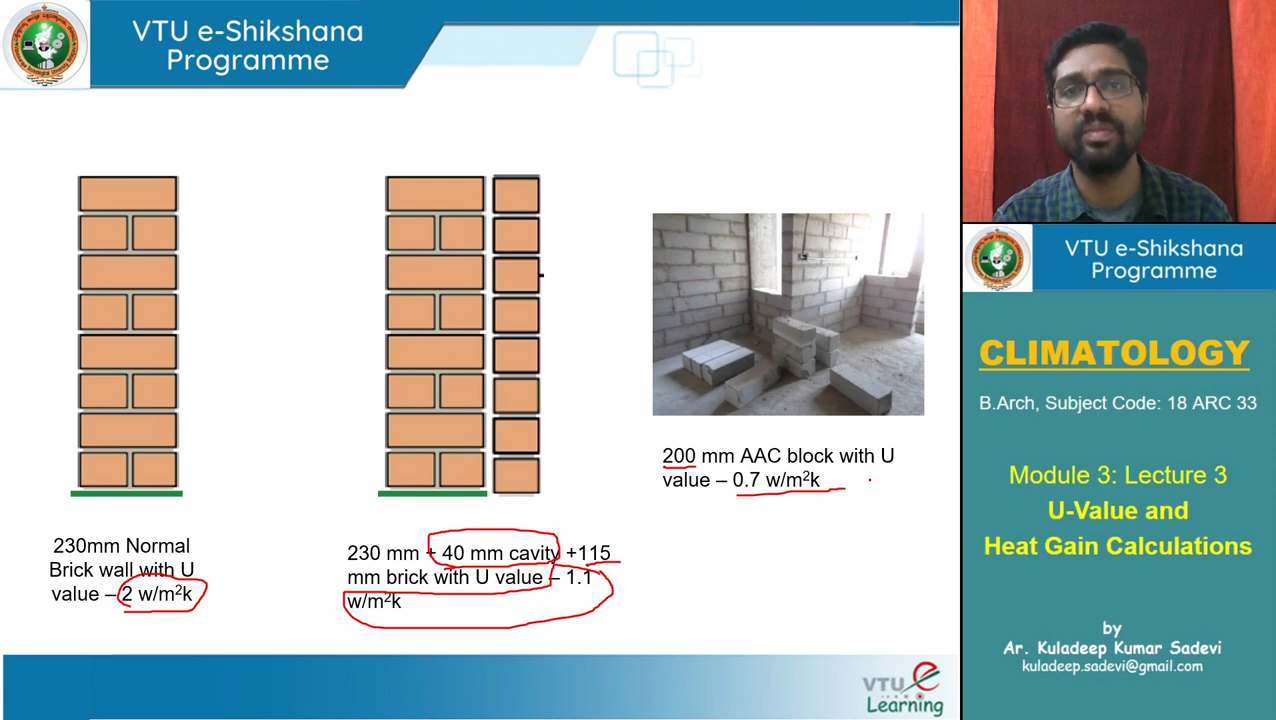 VTU e-Shikshana
Programme
230mm Normal
Brick wall with U
value – 2 w/m²k
230 mm + 40 mm cavity +115
mm brick with U value – 1.1
w/m²k
200 mm AAC block with U
value – 0.7 w/m²k
VTU e
Learning
VTU e-Shikshana
Programme
CLIMATOLOGY
B.Arch, Subject Code: 18 ARC 33
Module 3: Lecture 3
U-Value and
Heat Gain Calculations
by
Ar. Kuladeep Kumar Sadevi
kuladeep.sadevi@gmail.com